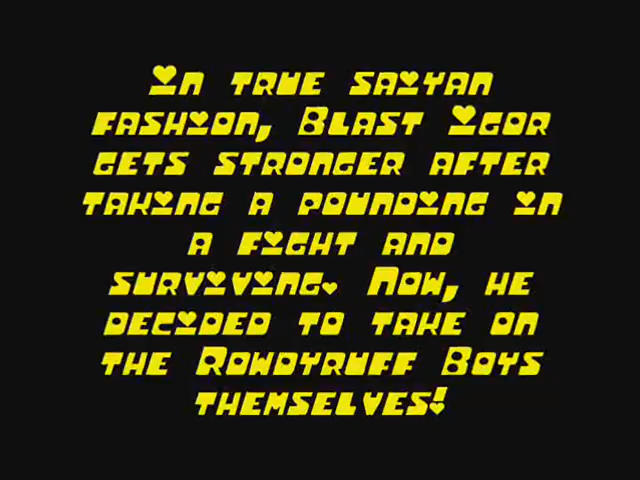 In true saiyan
fashion, Blast Igor
gets stronger after
taking a pounding in
a fight and
surviving. Now, he
decided to take on
the Rowdyruff Boys
themselves!